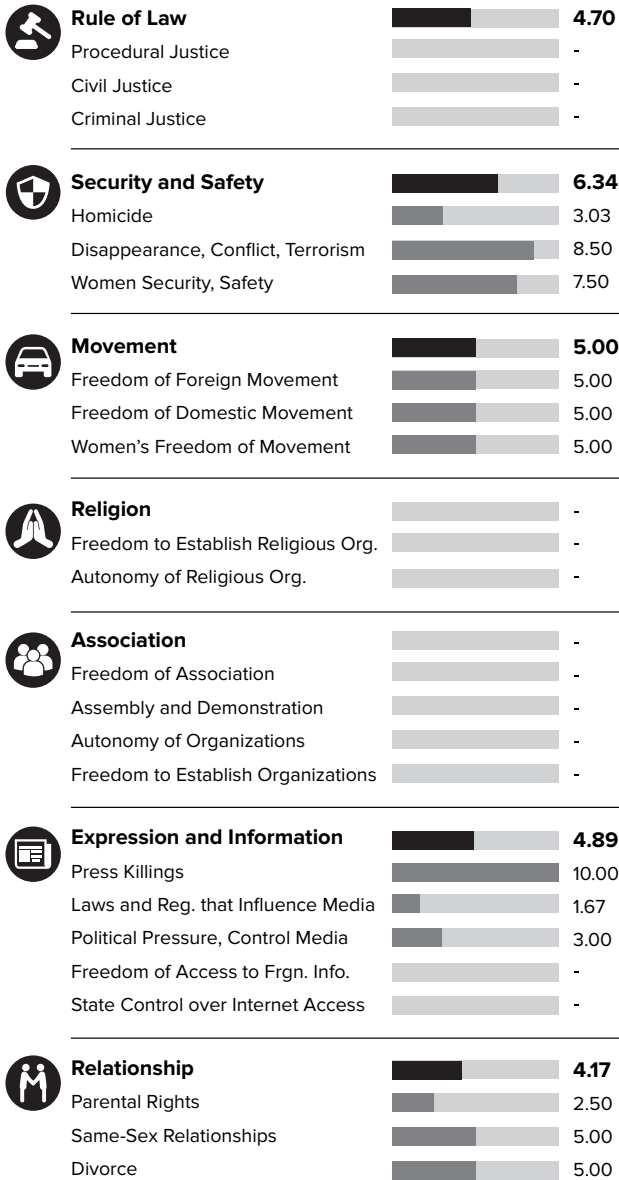 Rule of Law 4.70
Procedural Justice -
Civil Justice -
Criminal Justice -
Security and Safety 6.34
Homicide 3.03
Disappearance, Conflict, Terrorism 8.50
Women Security, Safety 7.50
Movement 5.00
Freedom of Foreign Movement 5.00
Freedom of Domestic Movement 5.00
Women’s Freedom of Movement 5.00
Religion -
Freedom to Establish Religious Org. -
Autonomy of Religious Org. -
Association -
Freedom of Association -
Assembly and Demonstration -
Autonomy of Organizations -
Freedom to Establish Organizations -
Expression and Information 4.89
Press Killings 10.00
Laws and Reg. that Influence Media 1.67
Political Pressure, Control Media 3.00
Freedom of Access to Frgn. Info. -
State Control over Internet Access -
Relationship 4.17
Parental Rights 2.50
Same-Sex Relationships 5.00
Divorce 5.00